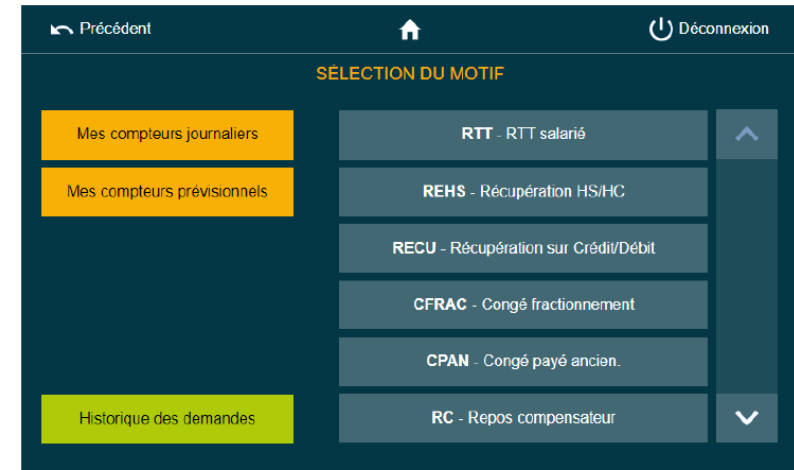 Précédent
Déconnexion
SÉLECTION DU MOTIF
Mes compteurs journaliers
RTT - RTT salarié
Mes compteurs prévisionnels
REHS - Récupération HS/HC
RECU - Récupération sur Crédit/Débit
CFRAC - Congé fractionnement
CPAN - Congé payé ancien.
Historique des demandes
RC - Repos compensateur